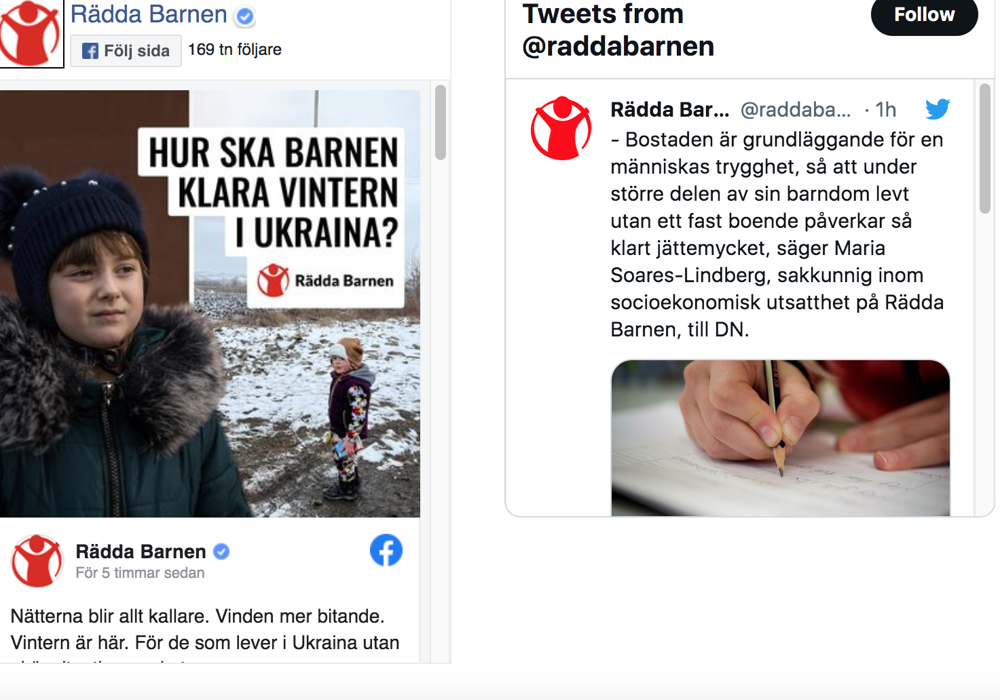 Rädda Barnen
Följ sida
169 tn följare
HUR SKA BARNEN
KLARA VINTERN
I UKRAINA?
Rädda Barnen
Rädda Barnen
För 5 timmar sedan
Nätterna blir allt kallare. Vinden mer bitande.
Vintern är här. För de som lever i Ukraina utan
Tweets from
@raddabarnen
Follow
Rädda Bar... @raddaba... · 1h
- Bostaden är grundläggande för en
människas trygghet, så att under
större delen av sin barndom levt
utan ett fast boende påverkar så
klart jättemycket, säger Maria
Soares-Lindberg, sakkunnig inom
socioekonomisk utsatthet på Rädda
Barnen, till DN.